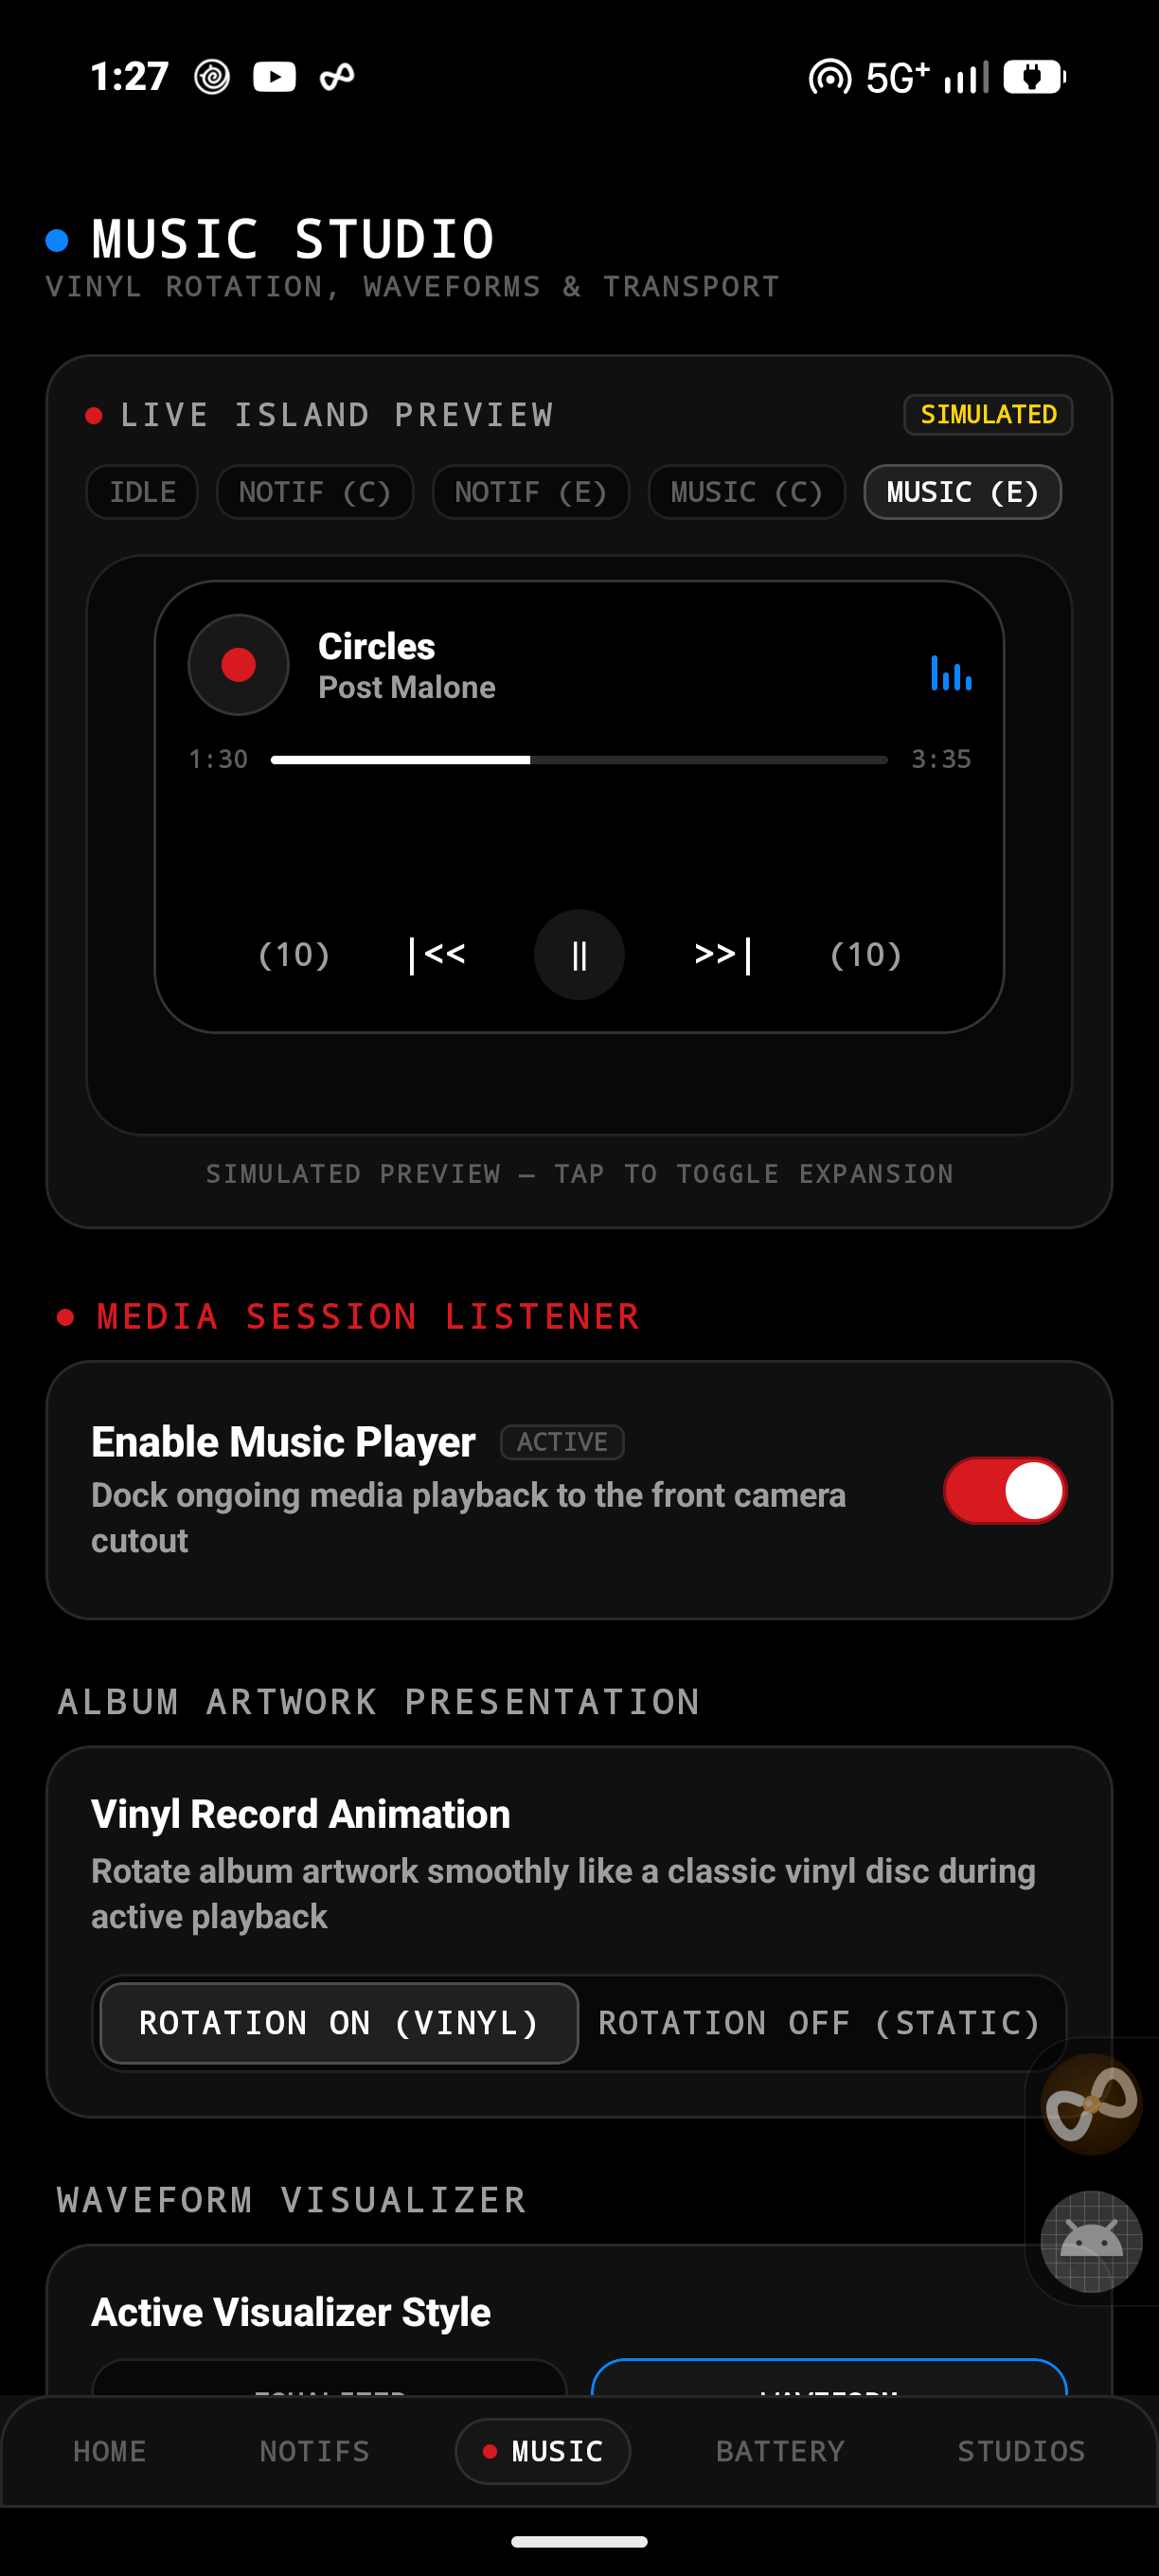 1:27
5G+
MUSIC STUDIO
VINYL ROTATION, WAVEFORMS & TRANSPORT
LIVE ISLAND PREVIEW
SIMULATED
IDLE
NOTIF (C)
NOTIF (E)
MUSIC (C)
MUSIC (E)
Circles
Post Malone
1:30
3:35
(10)
|<<
||
>>|
(10)
SIMULATED PREVIEW — TAP TO TOGGLE EXPANSION
MEDIA SESSION LISTENER
Enable Music Player
ACTIVE
Dock ongoing media playback to the front camera
cutout
ALBUM ARTWORK PRESENTATION
Vinyl Record Animation
Rotate album artwork smoothly like a classic vinyl disc during
active playback
ROTATION ON (VINYL)
ROTATION OFF (STATIC)
WAVEFORM VISUALIZER
Active Visualizer Style
HOME
NOTIFS
MUSIC
BATTERY
STUDIOS